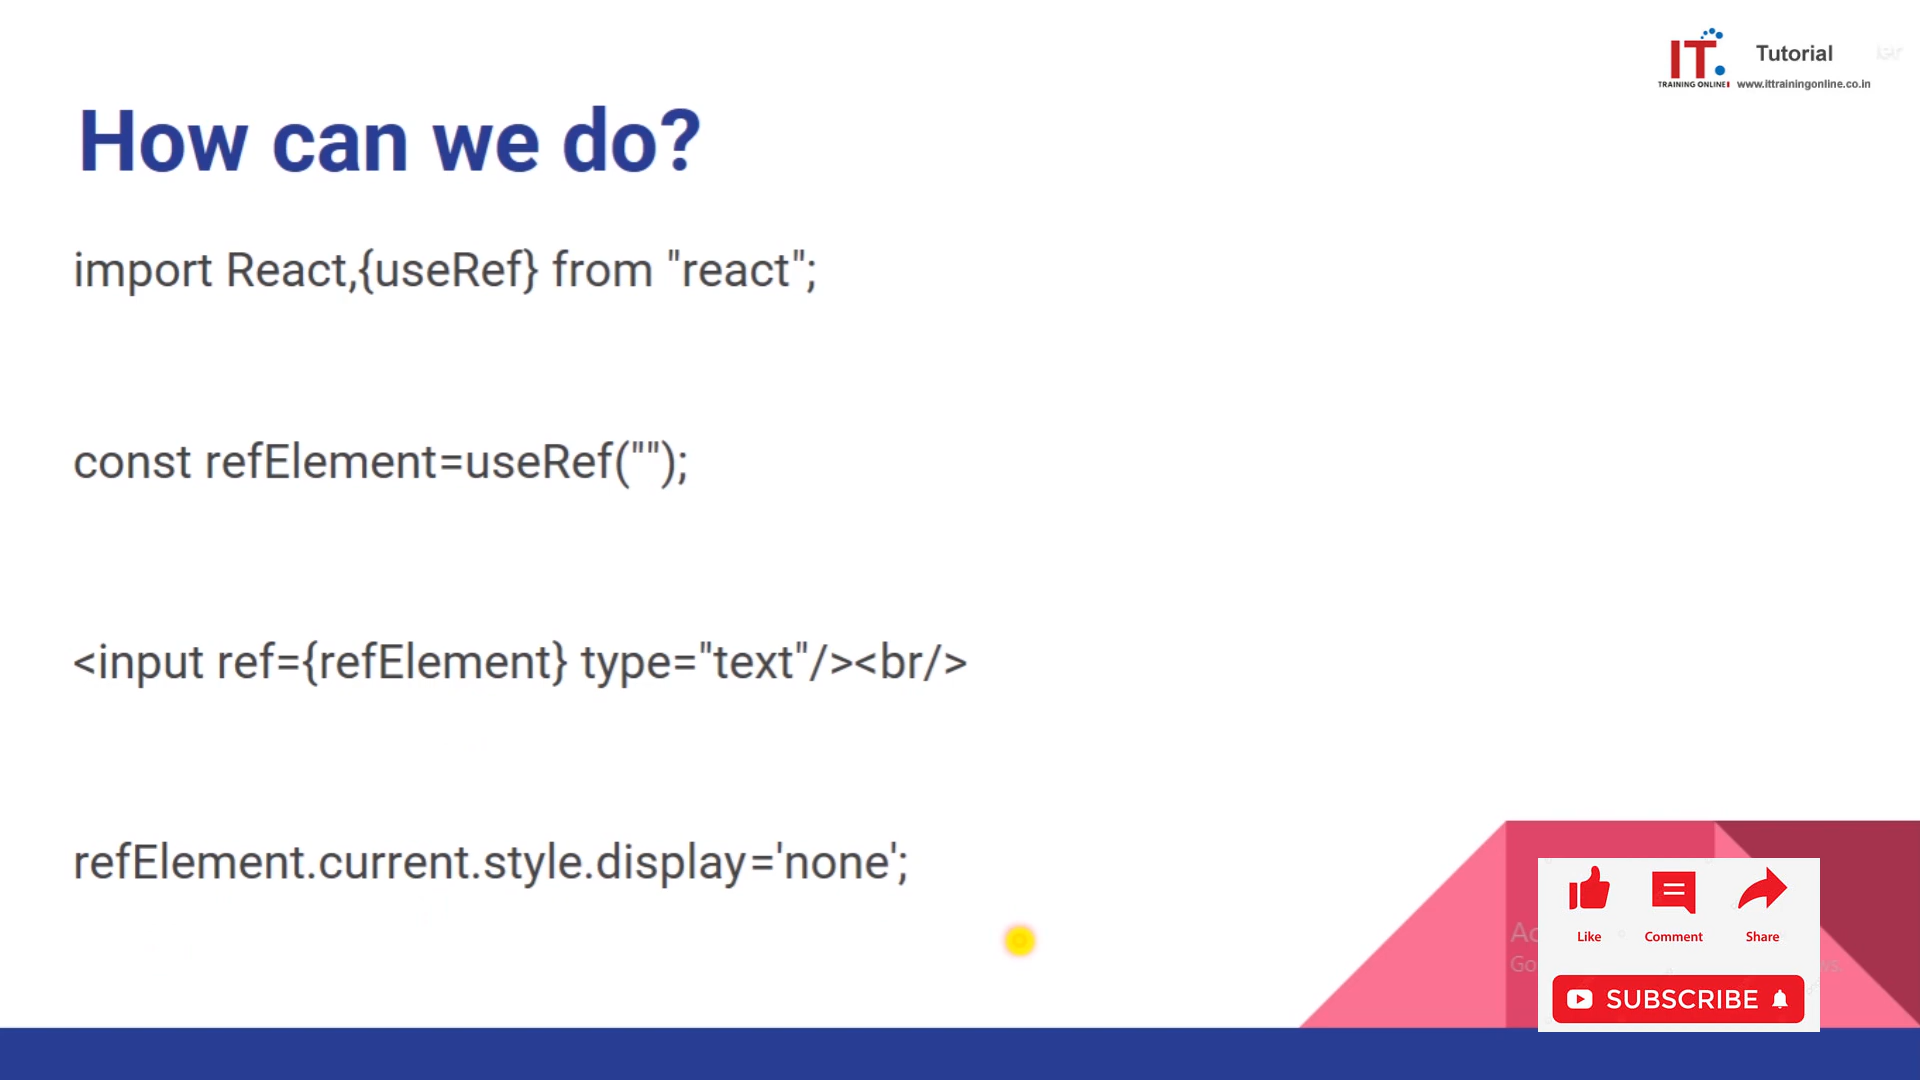 IT
Tutorial
TRAINING ONLINE
www.ittrainingonline.co.in
How can we do?
import React,{useRef} from "react";
const refElement=useRef("");
<input ref={refElement} type="text"/><br/>
refElement.current.style.display='none';
Like
Comment
Share
SUBSCRIBE